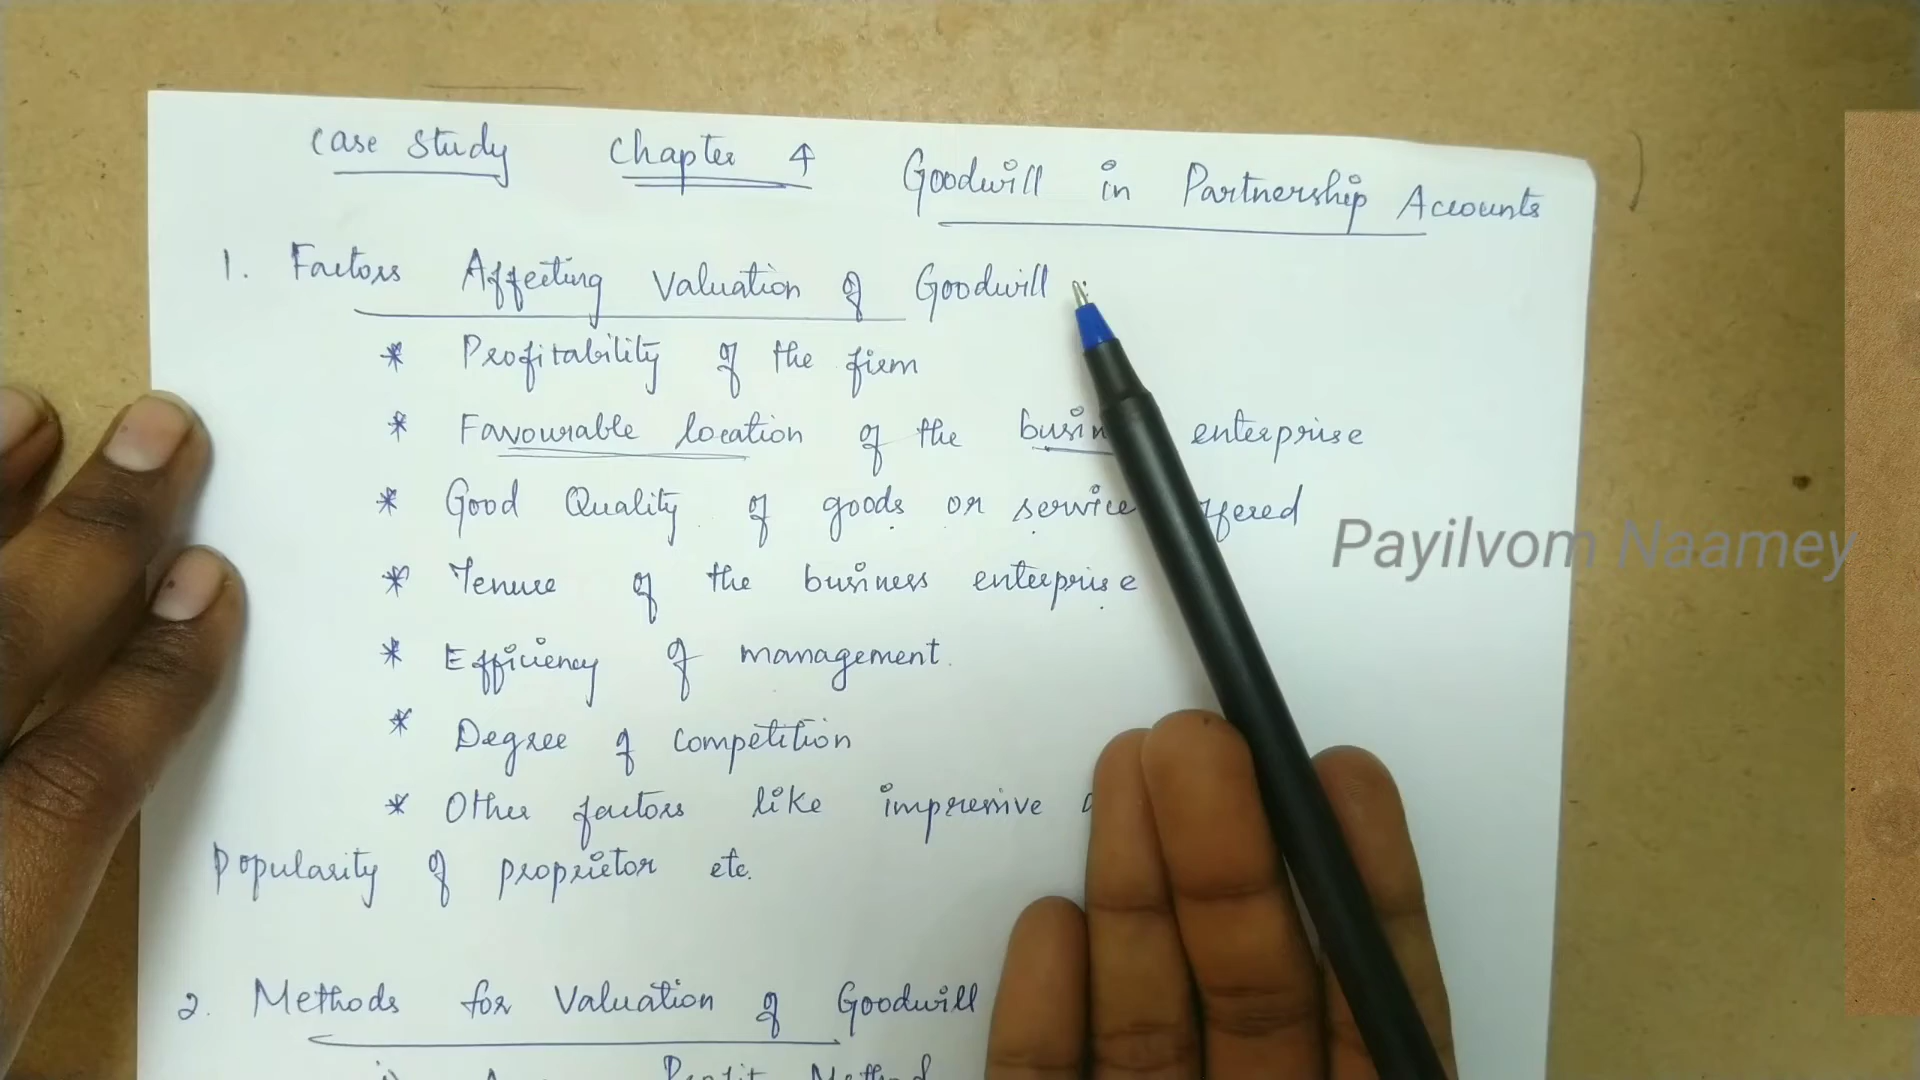 Case Study Chapter 4 Goodwill in Partnership Accounts
1. Factors Affecting Valuation of Goodwill
* Profitability of the firm
* Favourable location of the enterprise
* Good Quality of goods or service
* Tenure of the business enterprise
* Efficiency of management.
* Degree of competition
* Other factors like impressive
Popularity of proprietor etc.
2. Methods for Valuation of Goodwill
i) Profit Method
Payilvom Naamey